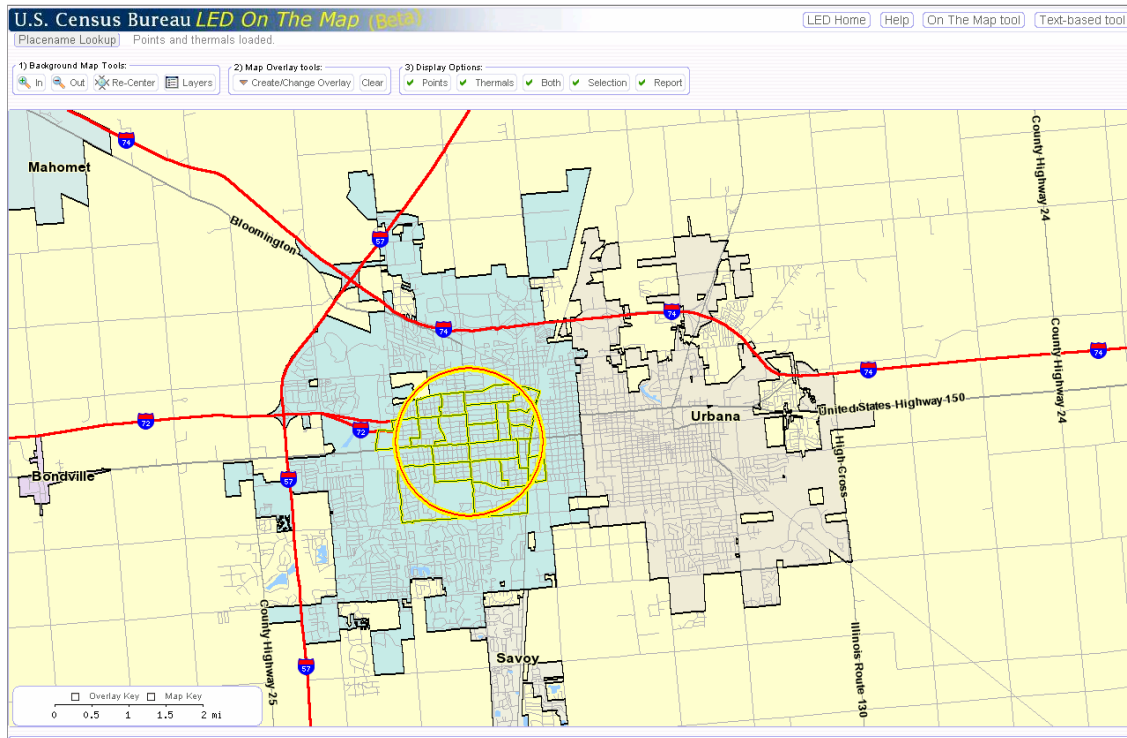 U.S. Census Bureau LED On The Map (Beta)
LED Home Help On The Map tool Text-based tool
Placename Lookup Points and thermals loaded.
1) Background Map Tools: 2) Map Overlay tools: 3) Display Options:
In Out Re-Center Layers Create/Change Overlay Clear Points Thermals Both Selection Report
County Highway 24
74
Mahomet
Bloomington
57
74
74
County Highway 24
74
74
United States Highway 150
Urbana
72
72
High Cross
Bondville
57
County Highway 25
Illinois Route 130
Savoy
57
Overlay Key Map Key
0 0.5 1 1.5 2 mi